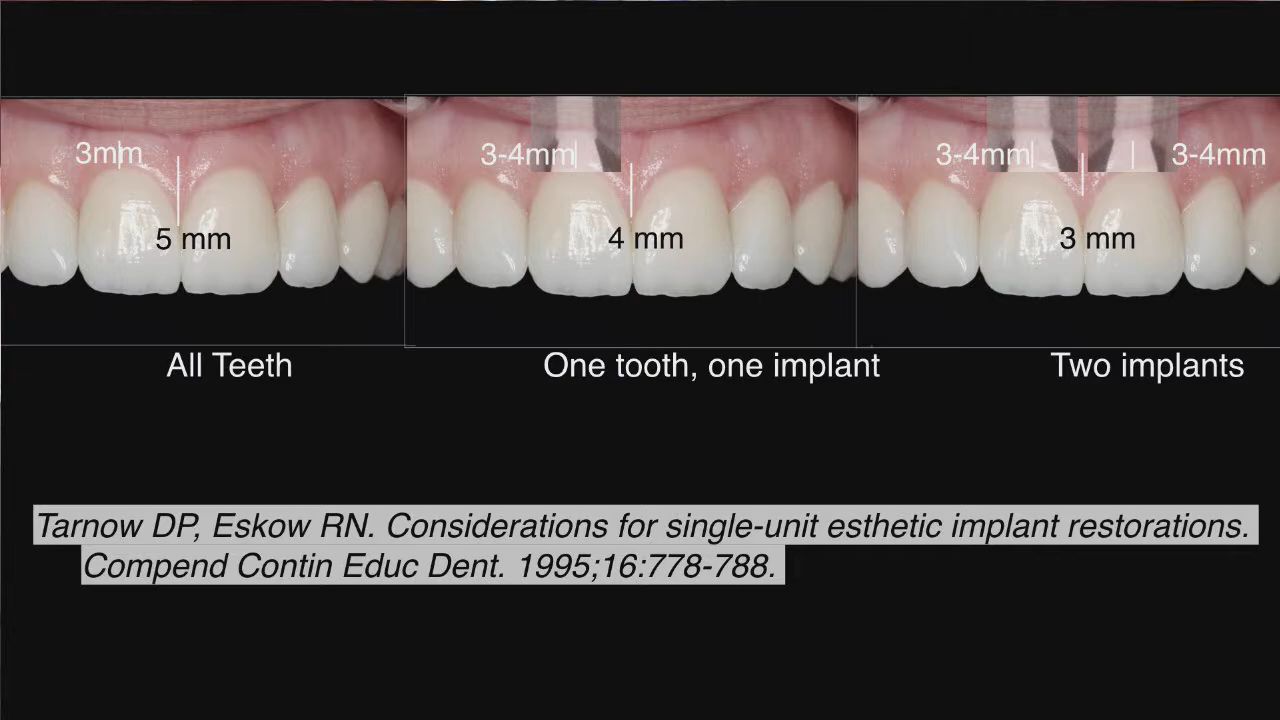 3mm
3-4mm
3-4mm
3-4mm
5 mm
4 mm
3 mm
All Teeth
One tooth, one implant
Two implants
Tarnow DP, Eskow RN. Considerations for single-unit esthetic implant restorations.
Compend Contin Educ Dent. 1995;16:778-788.